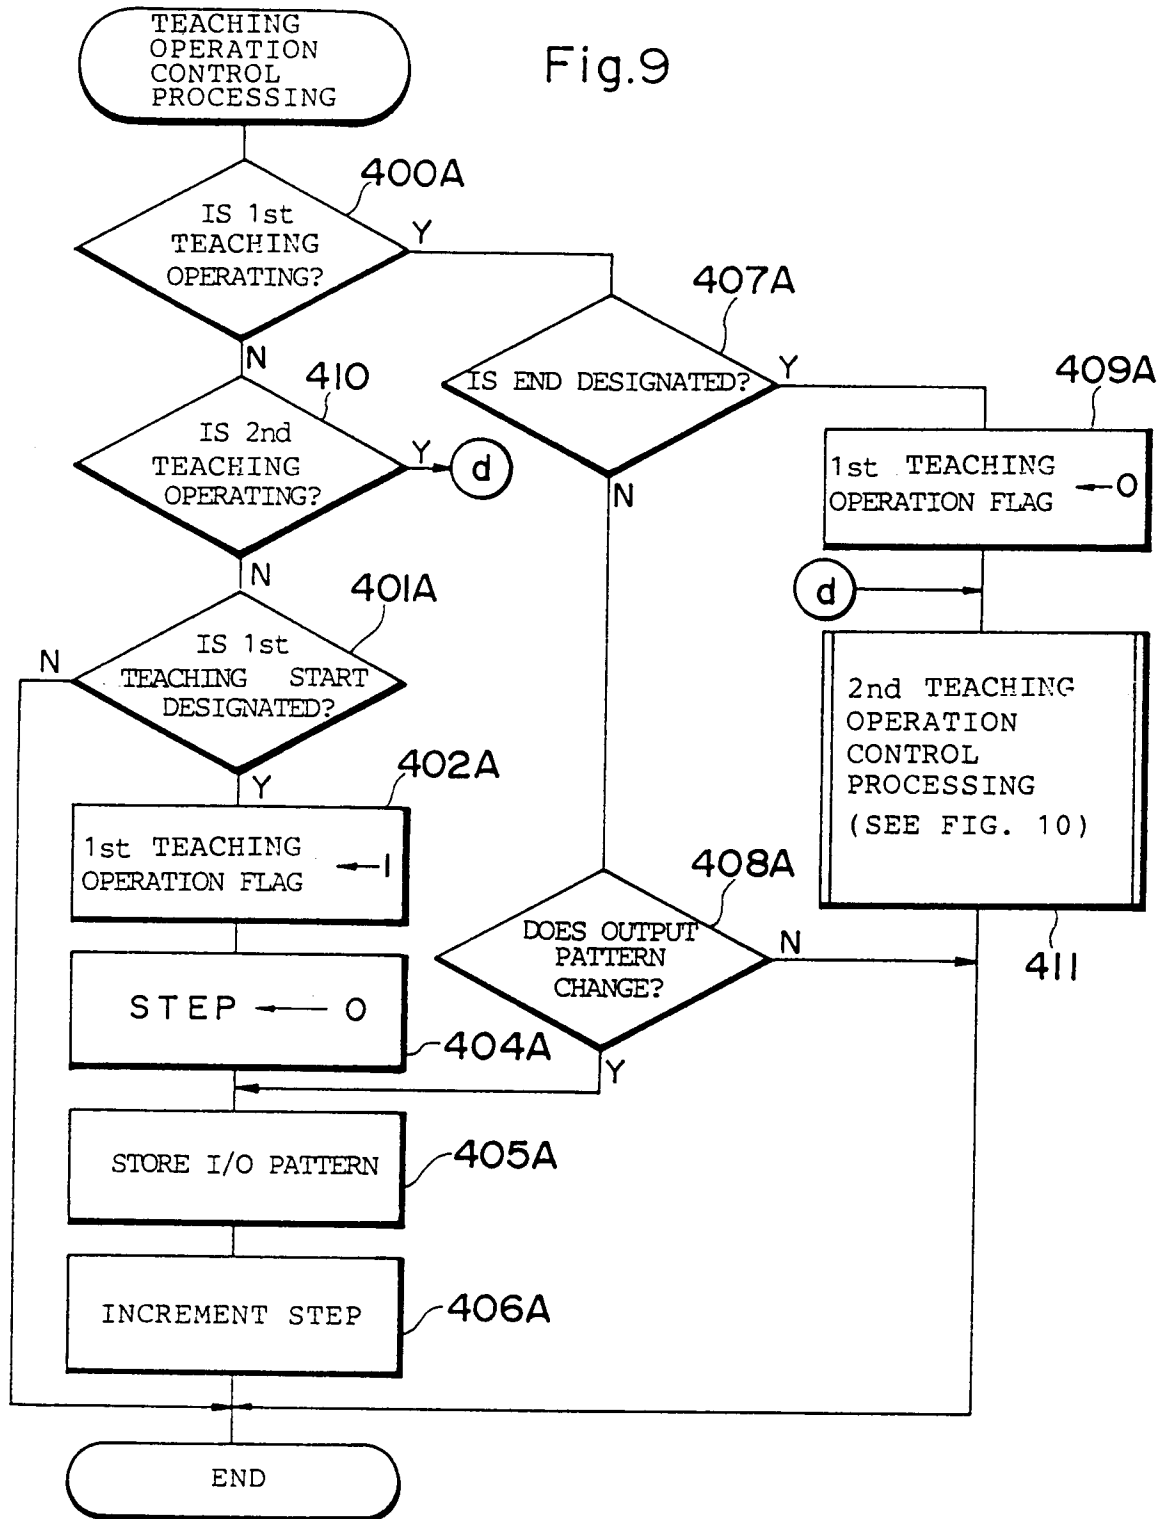 TEACHING
OPERATION
CONTROL
PROCESSING
Fig.9
400A
IS 1st
TEACHING
OPERATING?
Y
N
407A
IS END DESIGNATED?
Y
N
409A
1st TEACHING
OPERATION FLAG ←0
410
IS 2nd
TEACHING
OPERATING?
Y
d
N
401A
IS 1st
TEACHING START
DESIGNATED?
N
Y
d
2nd TEACHING
OPERATION
CONTROL
PROCESSING
(SEE FIG. 10)
411
402A
1st TEACHING
OPERATION FLAG ←1
408A
DOES OUTPUT
PATTERN
CHANGE?
N
Y
STEP ← 0
404A
STORE I/O PATTERN
405A
INCREMENT STEP
406A
END